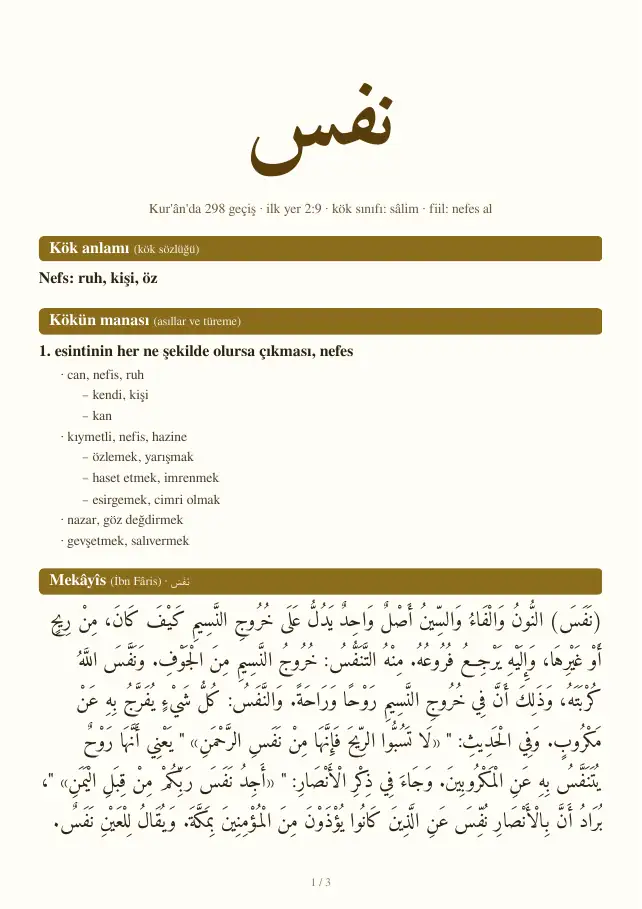 نفس
Kur'ân'da 298 geçiş · ilk yer 2:9 · kök sınıfı: sâlim · fiil: nefes al
Kök anlamı (kök sözlüğü)
Nefs: ruh, kişi, öz
Kökün manası (asıllar ve türeme)
1. esintinin her ne şekilde olursa çıkması, nefes
· can, nefis, ruh
– kendi, kişi
– kan
· kıymetli, nefis, hazine
– özlemek, yarışmak
– haset etmek, imrenmek
– esirgemek, cimri olmak
· nazar, göz değdirmek
· gevşetmek, salıvermek
Mekâyîs (İbn Fâris) · نَفَسَ
(نَفَسَ) النُّونُ وَالْفَاءُ وَالسِّينُ أَصْلٌ وَاحِدٌ يَدُلُّ عَلَى خُرُوجِ النَّسِيمِ كَيْفَ كَانَ، مِنْ رِيحٍ
أَوْ غَيْرِهَا، وَإِلَيْهِ يَرْجِعُ فُرُوعُهُ. مِنْهُ التَّنَفُّسُ: خُرُوجُ النَّسِيمِ مِنَ الْجَوْفِ. وَنَفَّسَ اللَّهُ
كُرْبَتَهُ، وَذَلِكَ أَنَّ فِي خُرُوجِ النَّسِيمِ رَوْحًا وَرَاحَةً. وَالنَّفَسُ: كُلُّ شَيْءٍ يُفَرَّجُ بِهِ عَنْ
مَكْرُوبٍ. وَفِي الْحَدِيثِ: " «لَا تَسُبُّوا الرِّيحَ فَإِنَّهَا مِنْ نَفَسِ الرَّحْمَنِ» " يَعْنِي أَنَّهَا رَوْحٌ
يُتَنَفَّسُ بِهِ عَنِ الْمَكْرُوبِينَ. وَجَاءَ فِي ذِكْرِ الْأَنْصَارِ: " «أَجِدُ نَفَسَ رَبِّكُمْ مِنْ قِبَلِ الْيَمَنِ» "،
يُرَادُ أَنَّ بِالْأَنْصَارِ نُفِّسَ عَنِ الَّذِينَ كَانُوا يُؤْذَوْنَ مِنَ الْمُؤْمِنِينَ بِمَكَّةَ. وَيُقَالُ لِلْعَيْنِ نَفَسٌ.
1 / 3